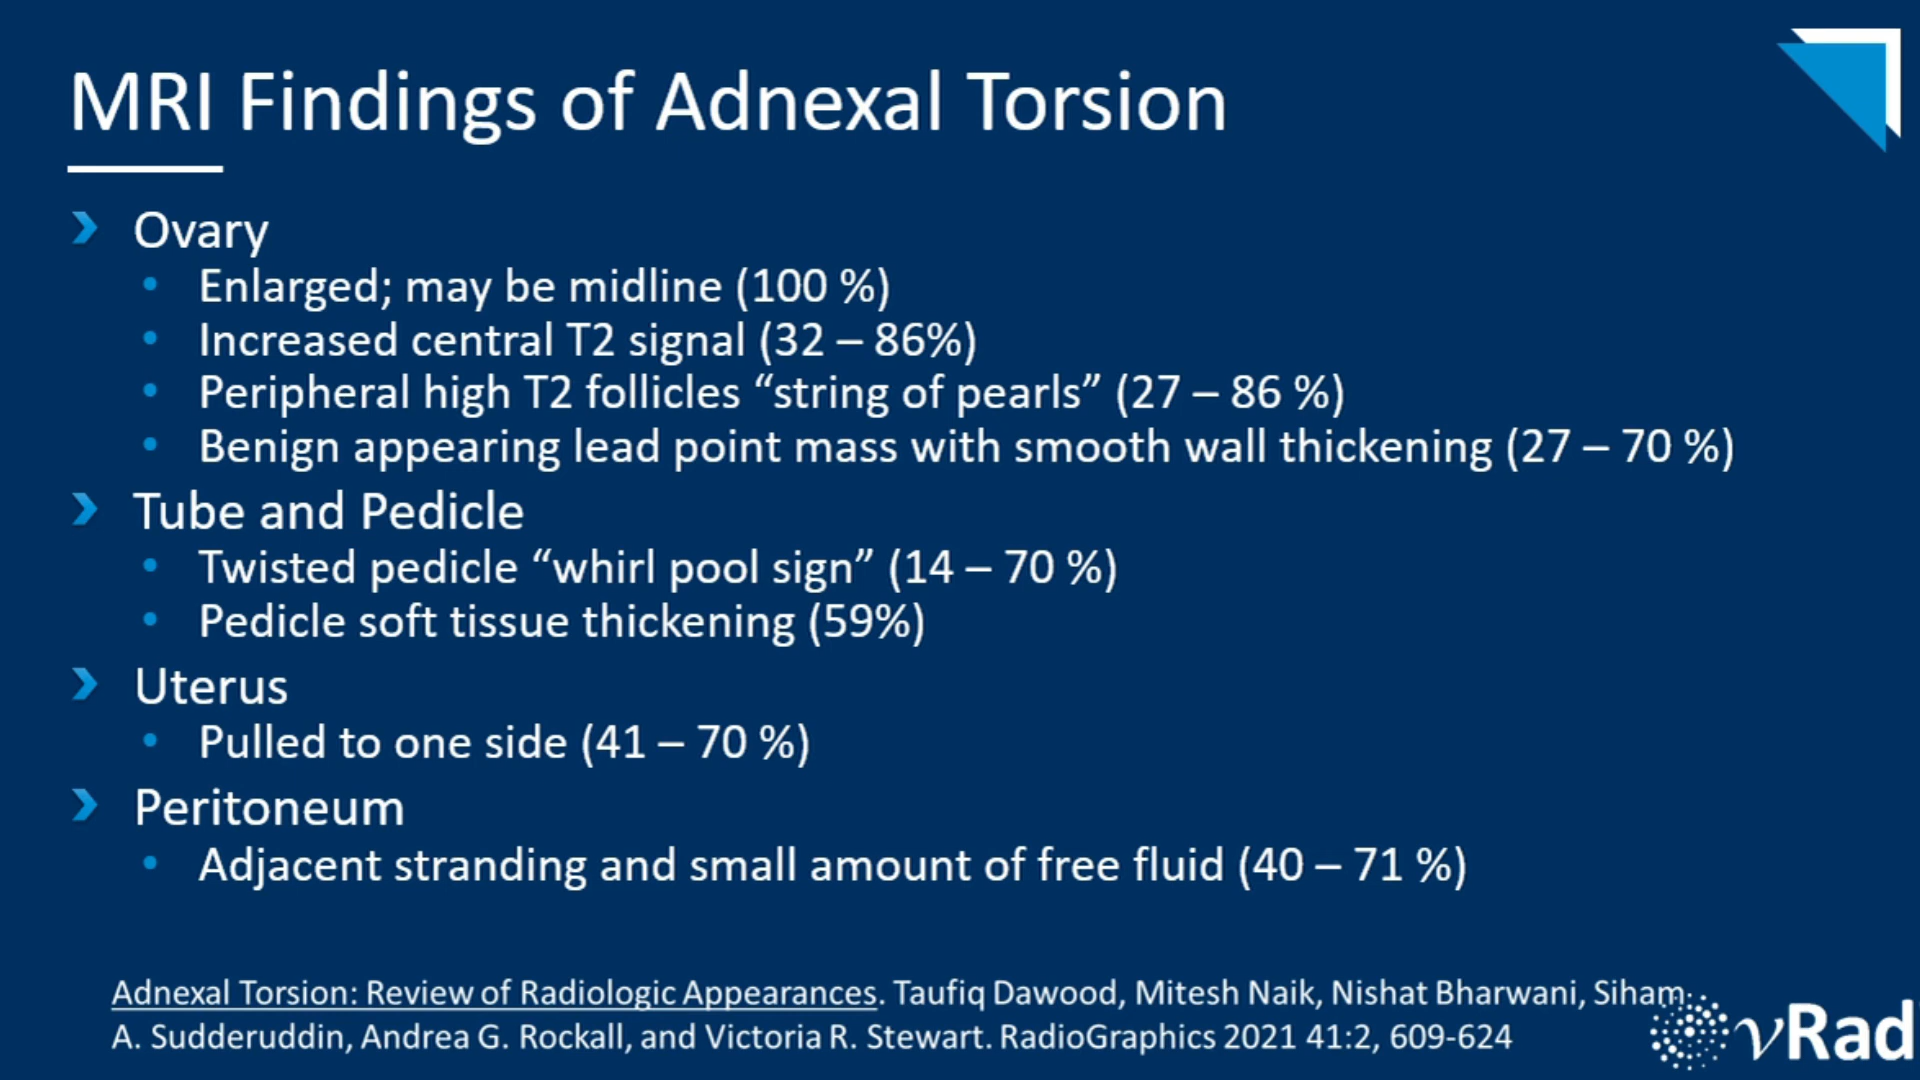 MRI Findings of Adnexal Torsion
Ovary
Enlarged; may be midline (100 %)
Increased central T2 signal (32 – 86%)
Peripheral high T2 follicles “string of pearls” (27 – 86 %)
Benign appearing lead point mass with smooth wall thickening (27 – 70 %)
Tube and Pedicle
Twisted pedicle “whirl pool sign” (14 – 70 %)
Pedicle soft tissue thickening (59%)
Uterus
Pulled to one side (41 – 70 %)
Peritoneum
Adjacent stranding and small amount of free fluid (40 – 71 %)
Adnexal Torsion: Review of Radiologic Appearances. Taufiq Dawood, Mitesh Naik, Nishat Bharwani, Siham
A. Sudderuddin, Andrea G. Rockall, and Victoria R. Stewart. RadioGraphics 2021 41:2, 609-624
vRad